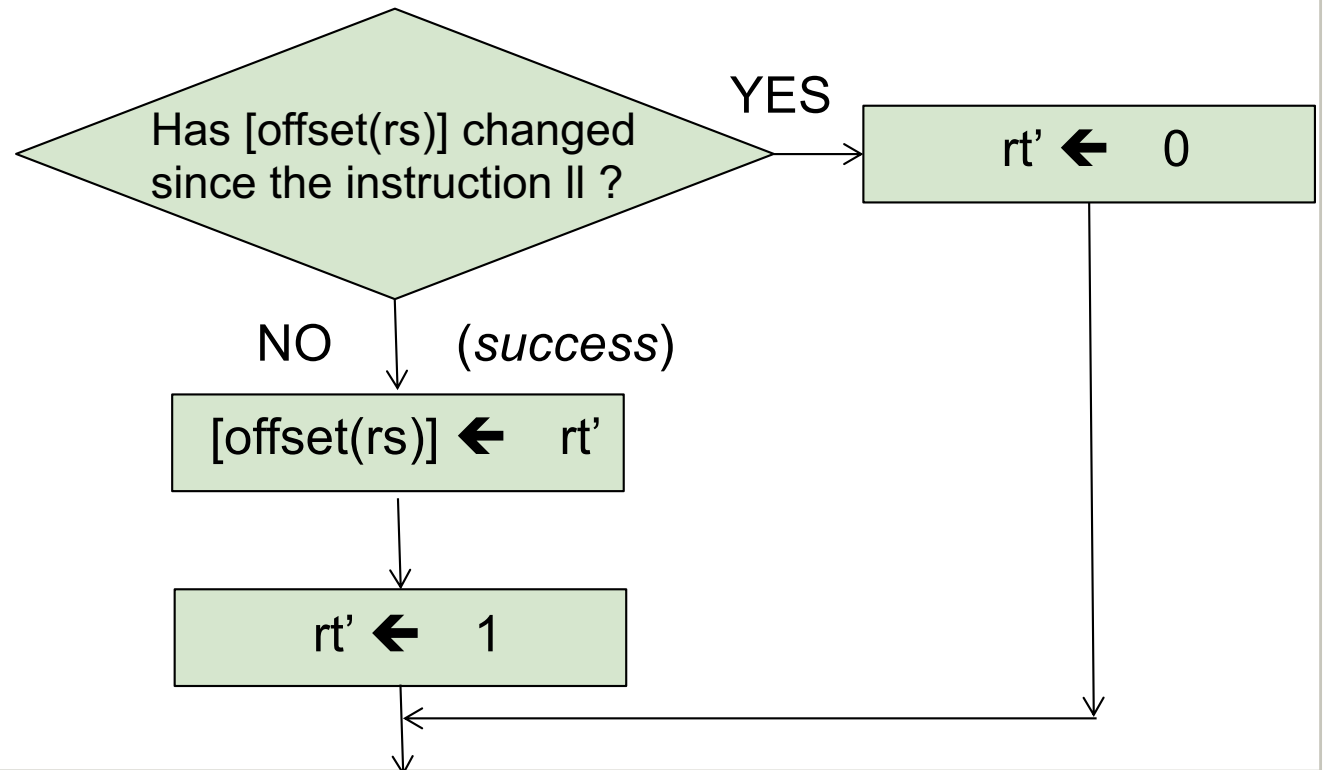 Has [offset(rs)] changed
since the instruction ll ?
YES
rt’ 🡸 0
NO (success)
[offset(rs)] 🡸 rt’
rt’ 🡸 1